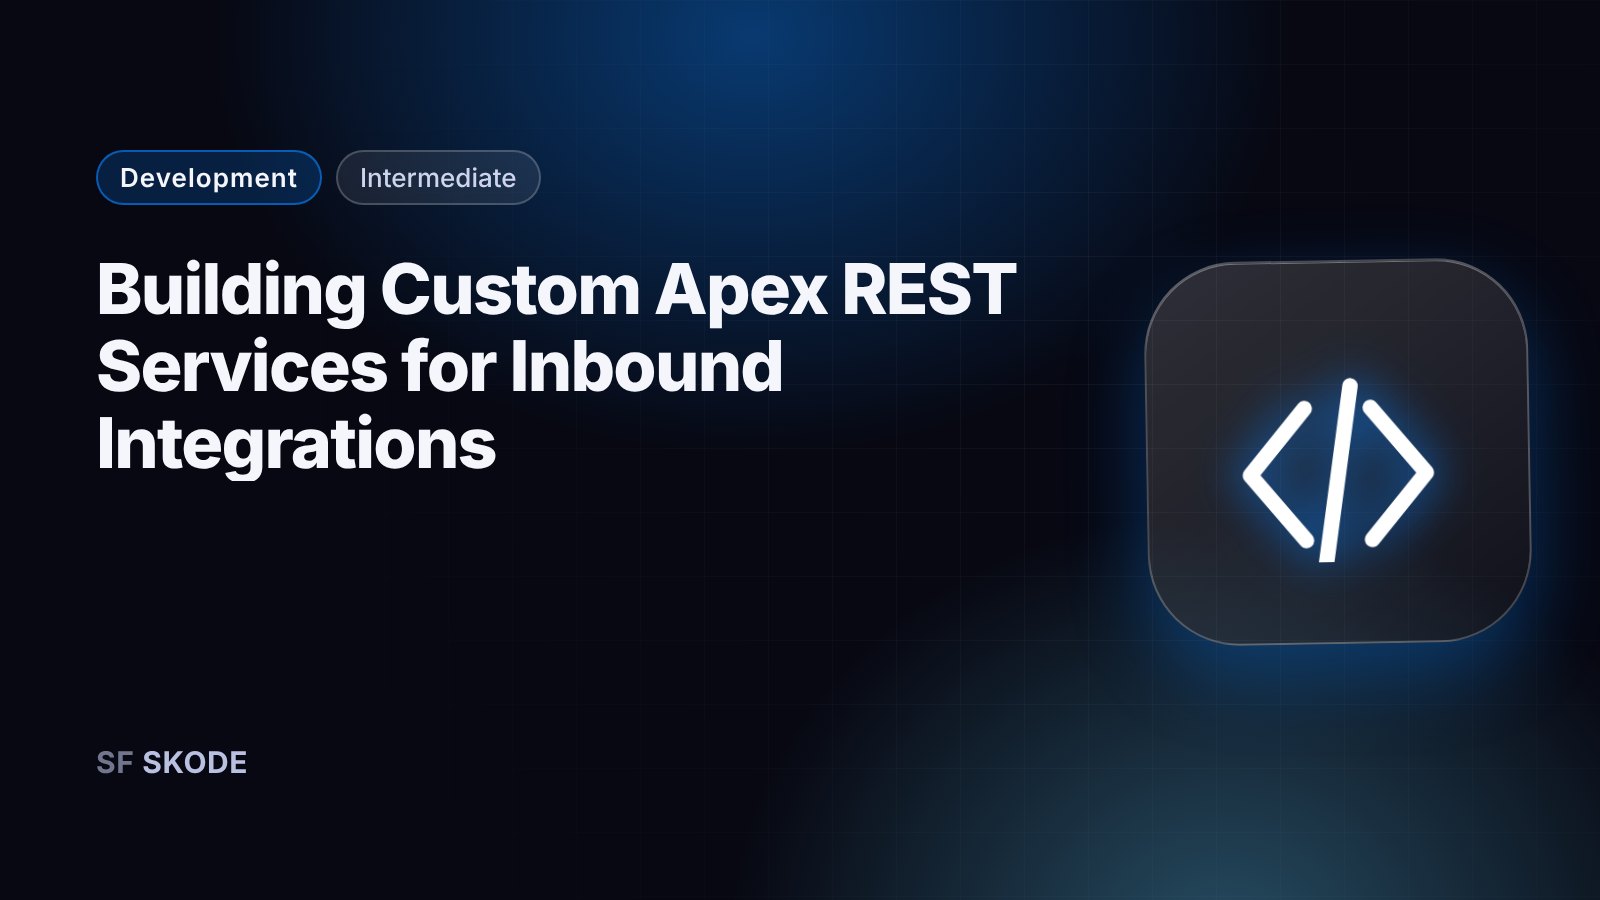 Development
Intermediate
Building Custom Apex REST
Services for Inbound
Integrations
SF SKODE